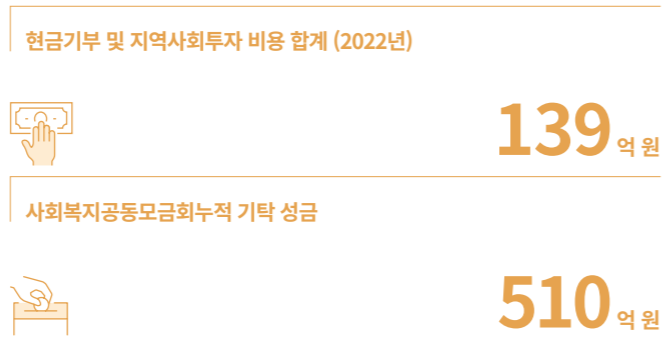 현금기부 및 지역사회투자 비용 합계 (2022년)
139 억 원
사회복지공동모금회누적 기탁 성금
510 억 원